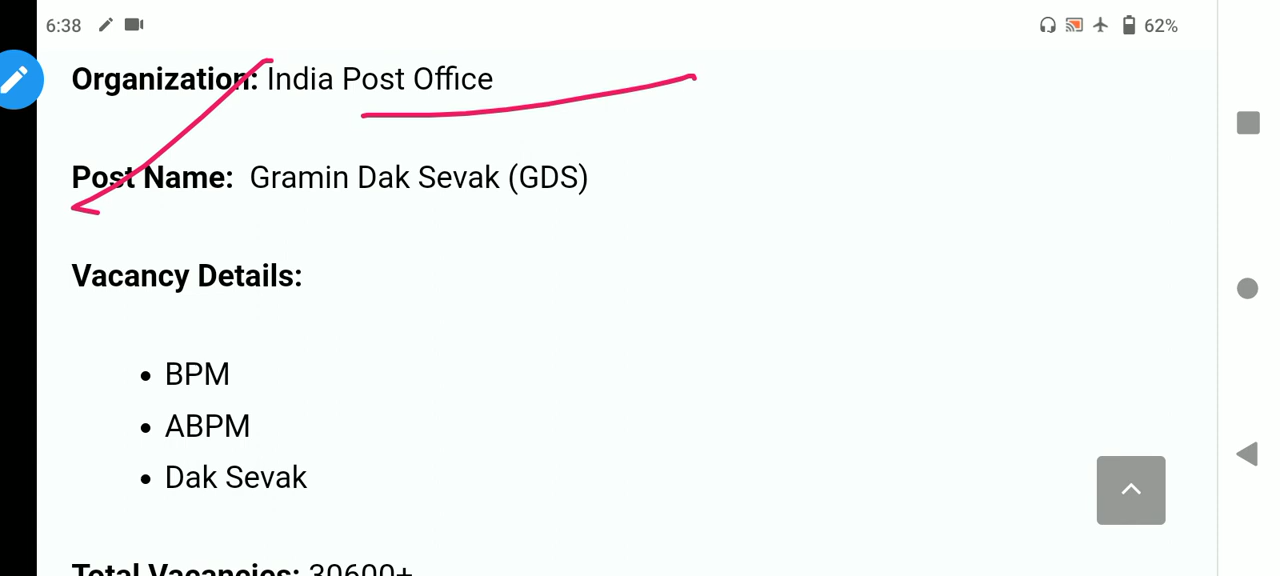 6:38 62%
Organization: India Post Office
Post Name: Gramin Dak Sevak (GDS)
Vacancy Details:
• BPM
• ABPM
• Dak Sevak
Total Vacancies: 30600+